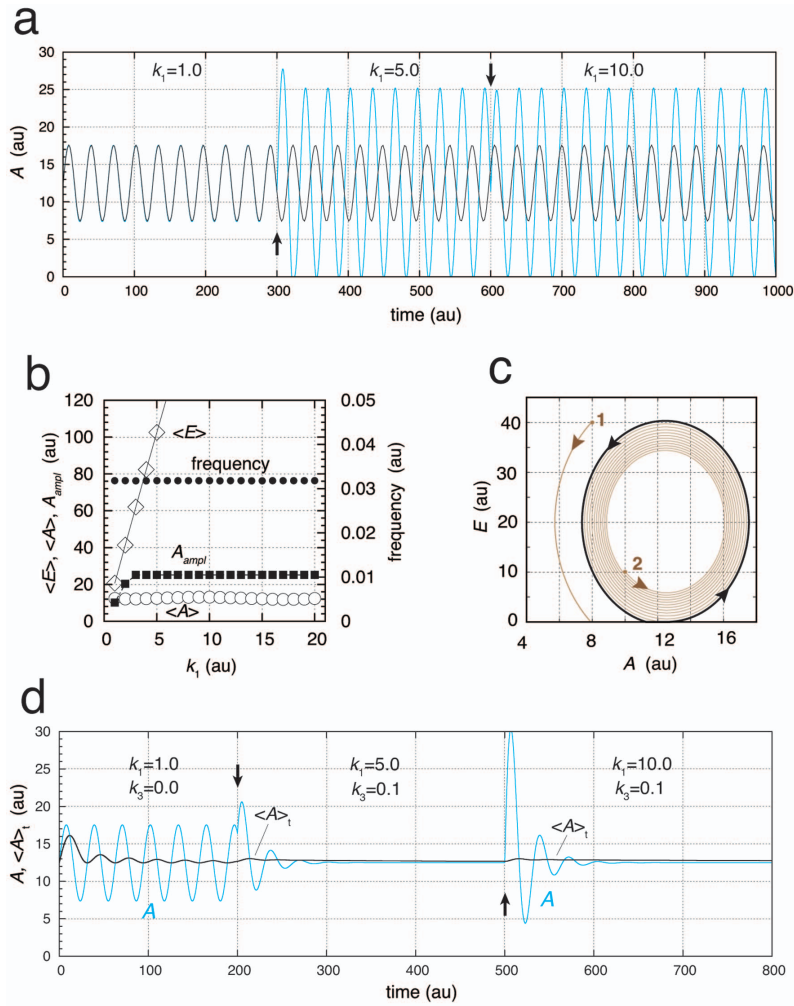 a
30
25
20
15
10
5
0
A (au)
k1=1.0
k1=5.0
k1=10.0
0 100 200 300 400 500 600 700 800 900 1000
time (au)
b
120
100
80
60
40
20
0
<E>, <A>, Aampl
<E>
frequency
Aampl
<A>
0.05
0.04
0.03
0.02
0.01
0
frequency (au)
0 5 10 15 20
k1 (au)
c
40
30
20
10
0
E (au)
1
2
4 8 12 16
A (au)
d
30
25
20
15
10
5
0
A, <A>t (au)
k1=1.0
k3=0.0
k1=5.0
k3=0.1
k1=10.0
k3=0.1
<A>t
<A>t
A
A
0 100 200 300 400 500 600 700 800
time (au)